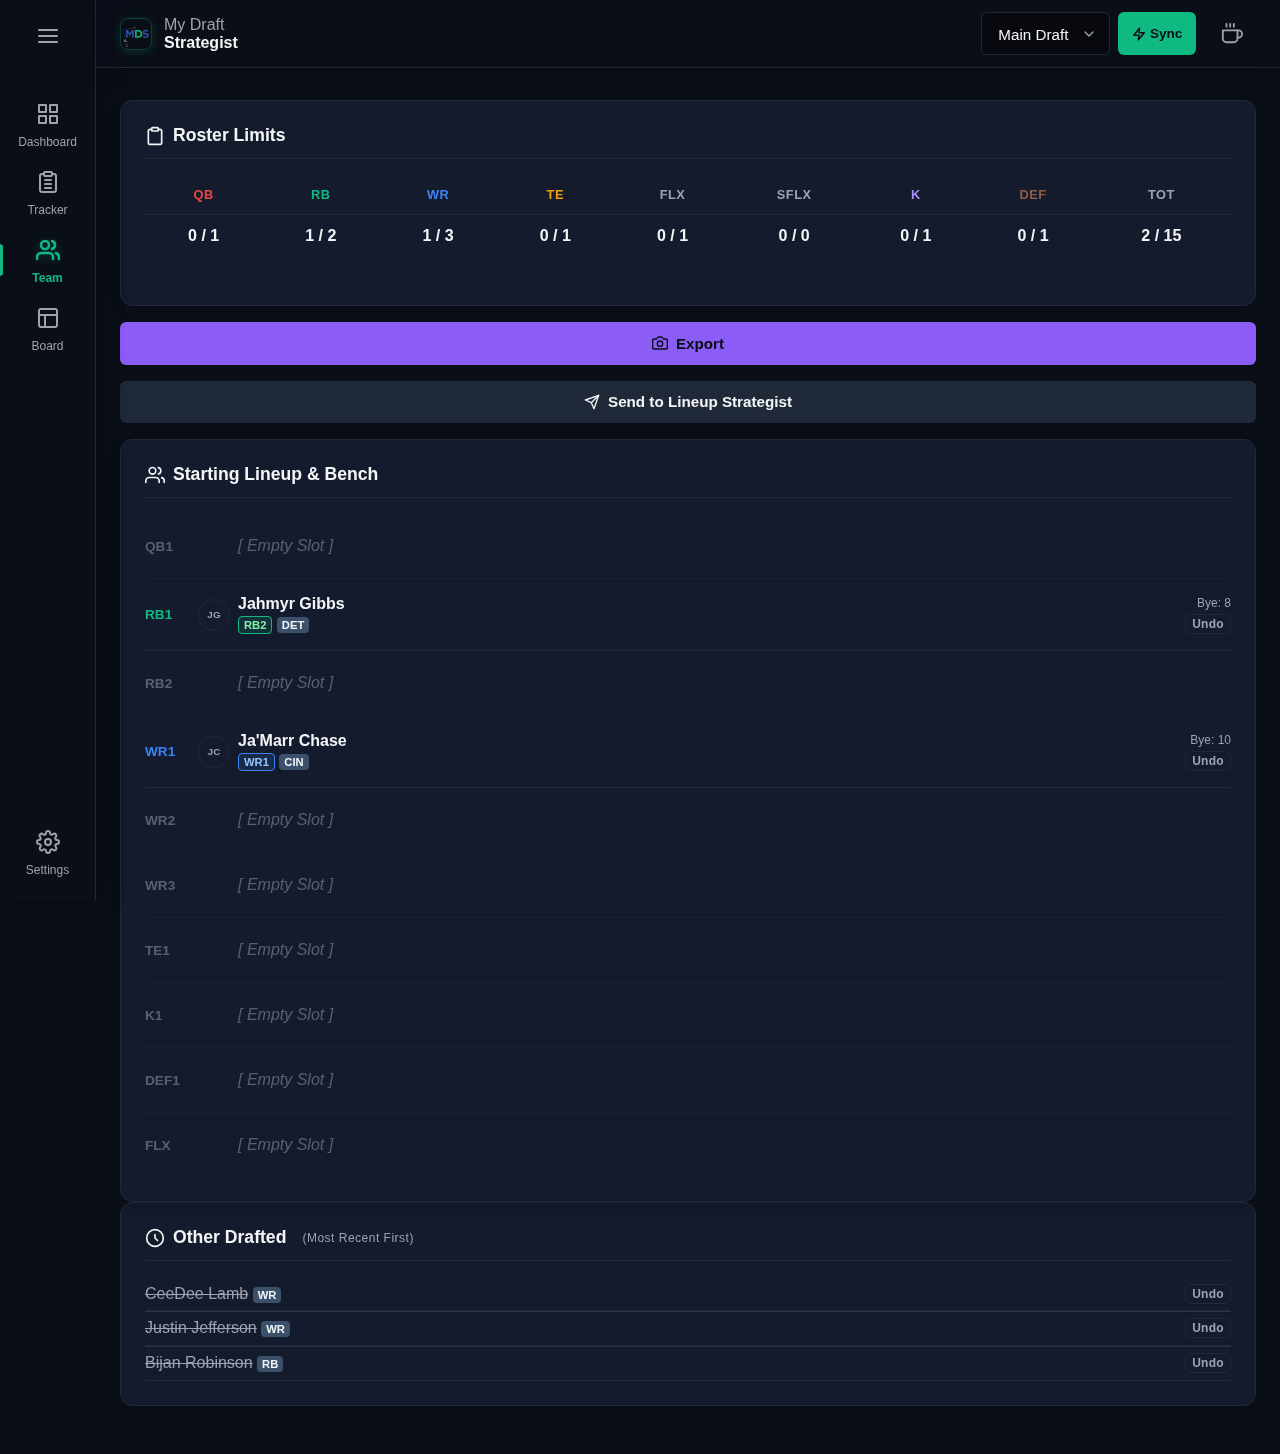 MDS
My Draft
Strategist
Main Draft
Sync
Dashboard
Tracker
Team
Board
Settings
Roster Limits
QB RB WR TE FLX SFLX K DEF TOT
0 / 1 1 / 2 1 / 3 0 / 1 0 / 1 0 / 0 0 / 1 0 / 1 2 / 15
Export
Send to Lineup Strategist
Starting Lineup & Bench
QB1 [ Empty Slot ]
RB1 JG Jahmyr Gibbs Bye: 8
RB2 DET Undo
RB2 [ Empty Slot ]
WR1 JC Ja'Marr Chase Bye: 10
WR1 CIN Undo
WR2 [ Empty Slot ]
WR3 [ Empty Slot ]
TE1 [ Empty Slot ]
K1 [ Empty Slot ]
DEF1 [ Empty Slot ]
FLX [ Empty Slot ]
Other Drafted (Most Recent First)
CeeDee Lamb WR Undo
Justin Jefferson WR Undo
Bijan Robinson RB Undo